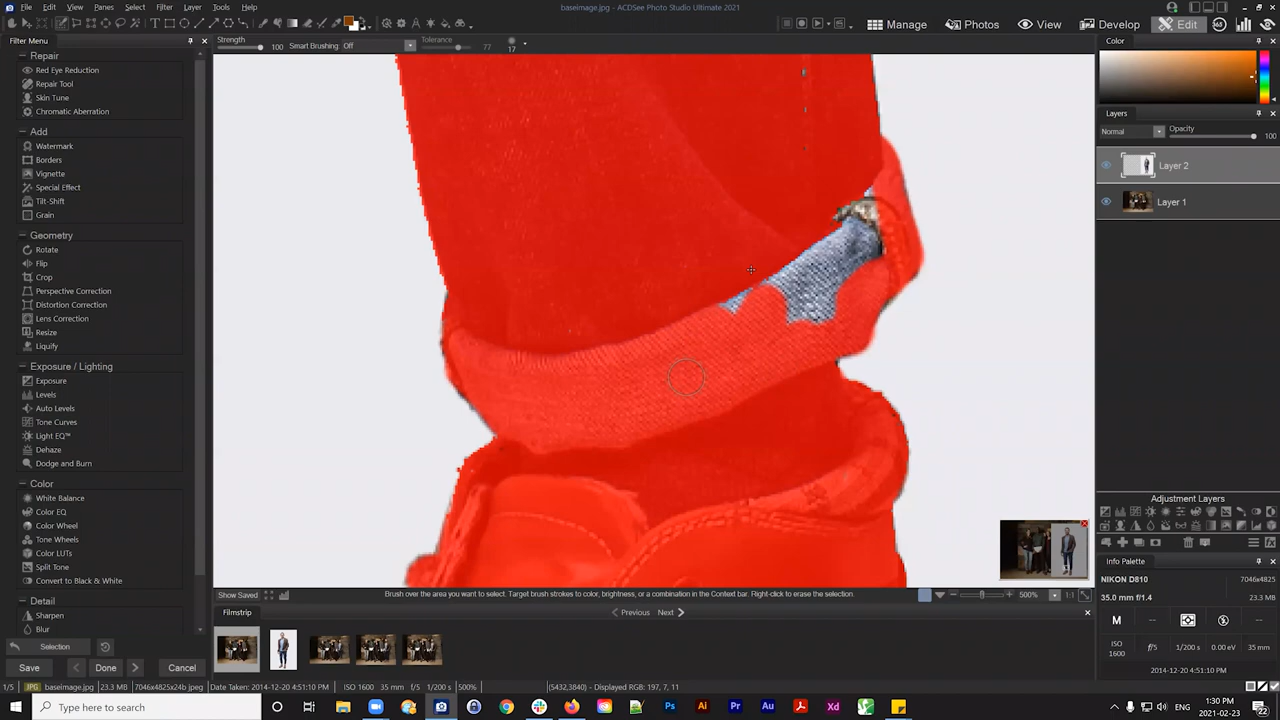 baseimage.jpg - ACDSee Photo Studio Ultimate 2021
File Edit View Panes Select Filter Layer Tools Help
Manage Photos View Develop Edit
Filter Menu
Strength 100 Smart Brushing Off Tolerance 77 17
Repair
Red Eye Reduction
Repair Tool
Skin Tune
Chromatic Aberration
Add
Watermark
Borders
Vignette
Special Effect
Tilt-Shift
Grain
Geometry
Rotate
Flip
Crop
Perspective Correction
Distortion Correction
Lens Correction
Resize
Liquify
Exposure / Lighting
Exposure
Levels
Auto Levels
Tone Curves
Light EQ™
Dehaze
Dodge and Burn
Color
White Balance
Color EQ
Color Wheel
Tone Wheels
Color LUTs
Split Tone
Convert to Black & White
Detail
Sharpen
Blur
Selection
Save Done Cancel
Color
Layers
Normal Opacity 100
Layer 2
Layer 1
Adjustment Layers
Info Palette
NIKON D810 7046x4825
35.0 mm f/1.4 23.3 MB
M -- --
ISO 1600 f/5 1/200 s 0.00 eV 35 mm
2014-12-20 4:51:10 PM
Show Saved Brush over the area you want to select. Target brush strokes to color, brightness, or a combination in the Context bar. Right-click to erase the selection. 500% 1:1
Filmstrip Previous Next
1/5 JPG baseimage.jpg 23.3 MB 7046x4825x24b jpeg Date Taken: 2014-12-20 4:51:10 PM ISO 1600 35 mm f/5 1/200 s 500% (5432,3840) - Displayed RGB: 197, 7, 11
Type here to search Ps Ai Pr Au Xd ENG 1:30 PM
2021-02-23